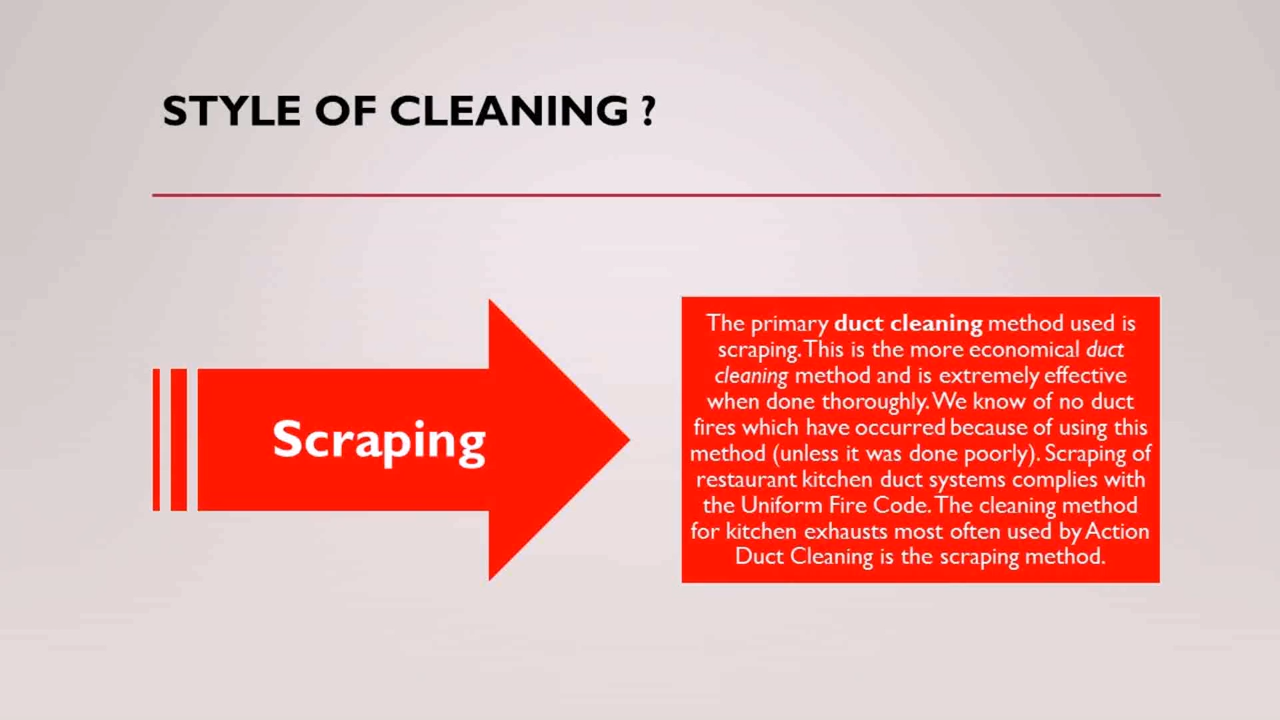 STYLE OF CLEANING ?
Scraping
The primary duct cleaning method used is
scraping. This is the more economical duct
cleaning method and is extremely effective
when done thoroughly. We know of no duct
fires which have occurred because of using this
method (unless it was done poorly). Scraping of
restaurant kitchen duct systems complies with
the Uniform Fire Code. The cleaning method
for kitchen exhausts most often used by Action
Duct Cleaning is the scraping method.